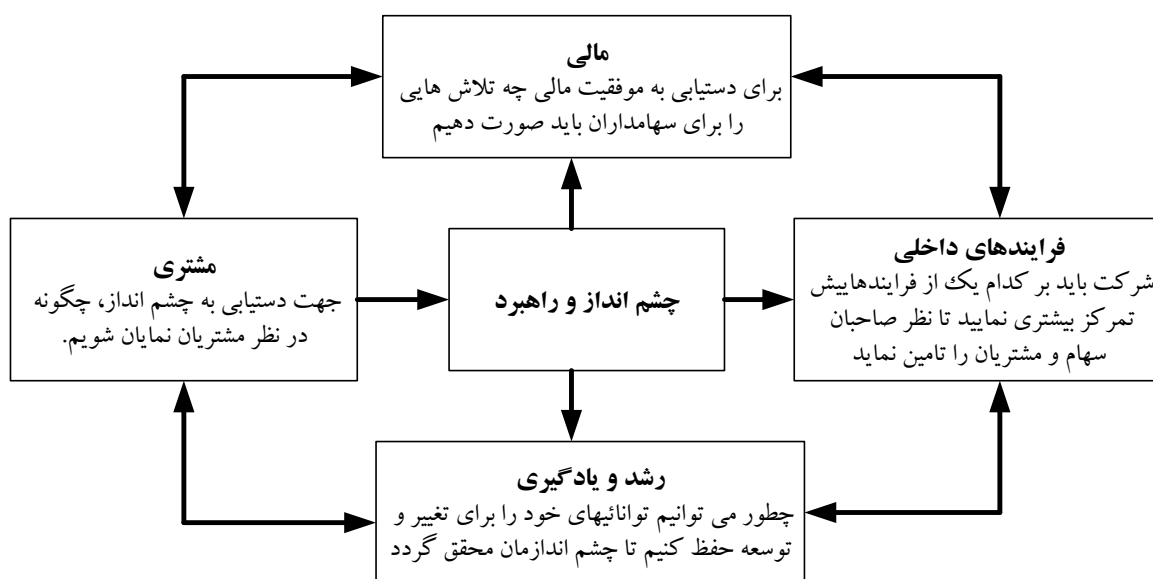 مالی
برای دستیابی به موفقیت مالی چه تلاش هایی
را برای سهامداران باید صورت دهیم
فرایندهای داخلی
شرکت باید بر کدام یک از فرایندهاییش
تمرکز بیشتری نمایید تا نظر صاحبان
سهام و مشتریان را تامین نماید
چشم انداز و راهبرد
مشتری
جهت دستیابی به چشم انداز، چگونه
در نظر مشتریان نمایان شویم.
رشد و یادگیری
چطور می توانیم توانائیهای خود را برای تغییر و
توسعه حفظ کنیم تا چشم اندازمان محقق گردد